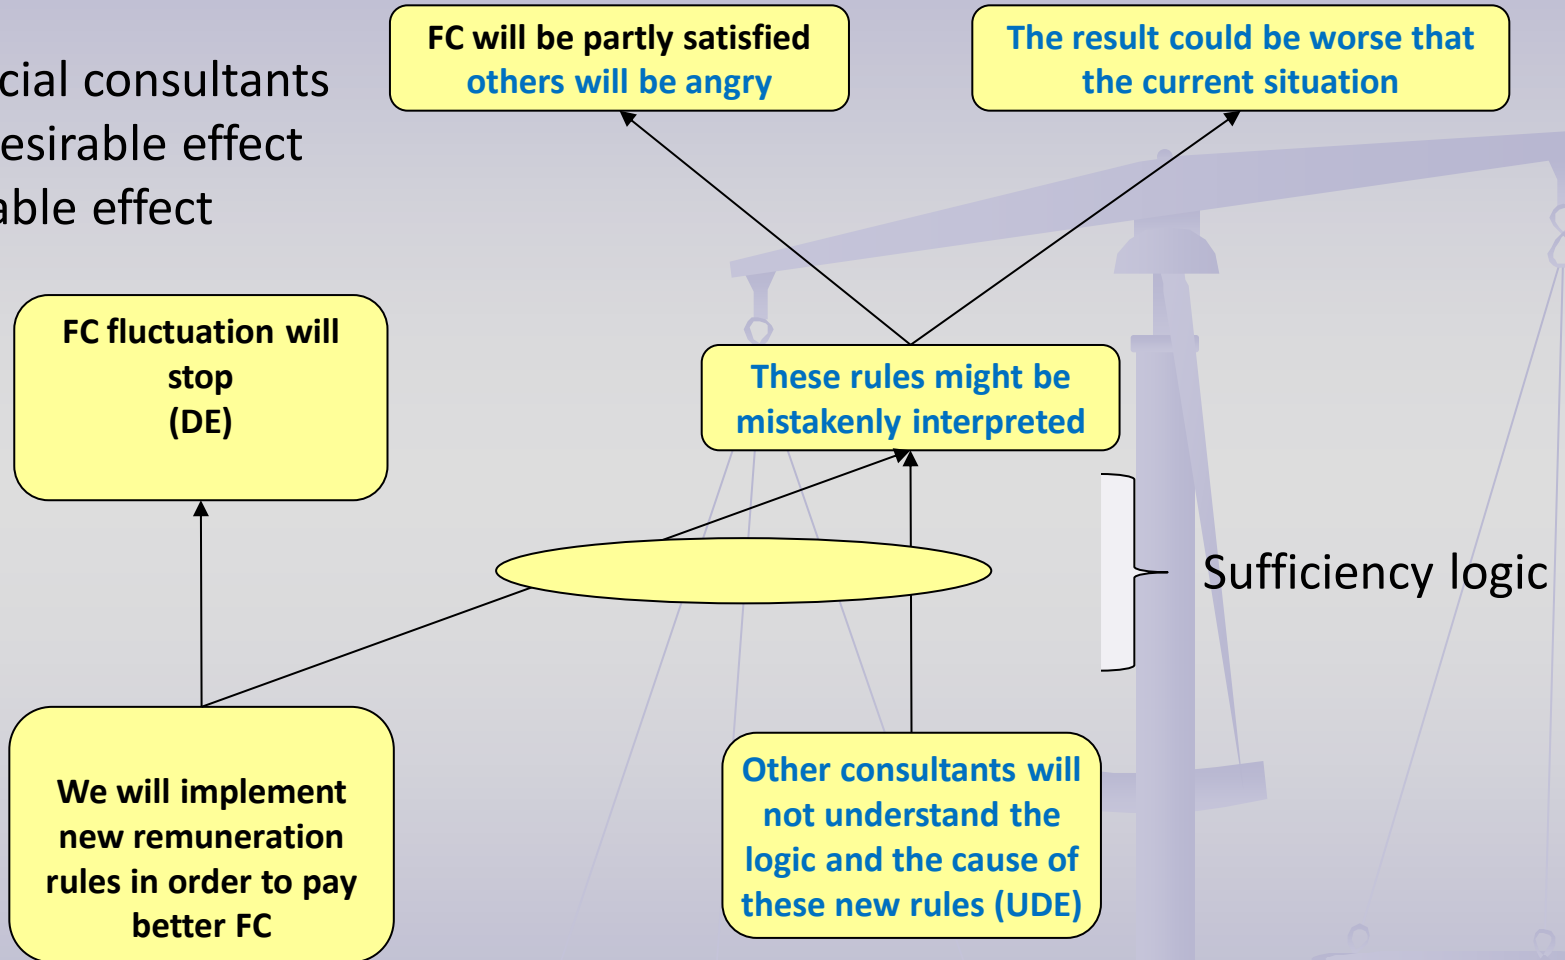 cial consultants
esirable effect
able effect
FC will be partly satisfied
others will be angry
The result could be worse that
the current situation
FC fluctuation will
stop
(DE)
These rules might be
mistakenly interpreted
Sufficiency logic
We will implement
new remuneration
rules in order to pay
better FC
Other consultants will
not understand the
logic and the cause of
these new rules (UDE)